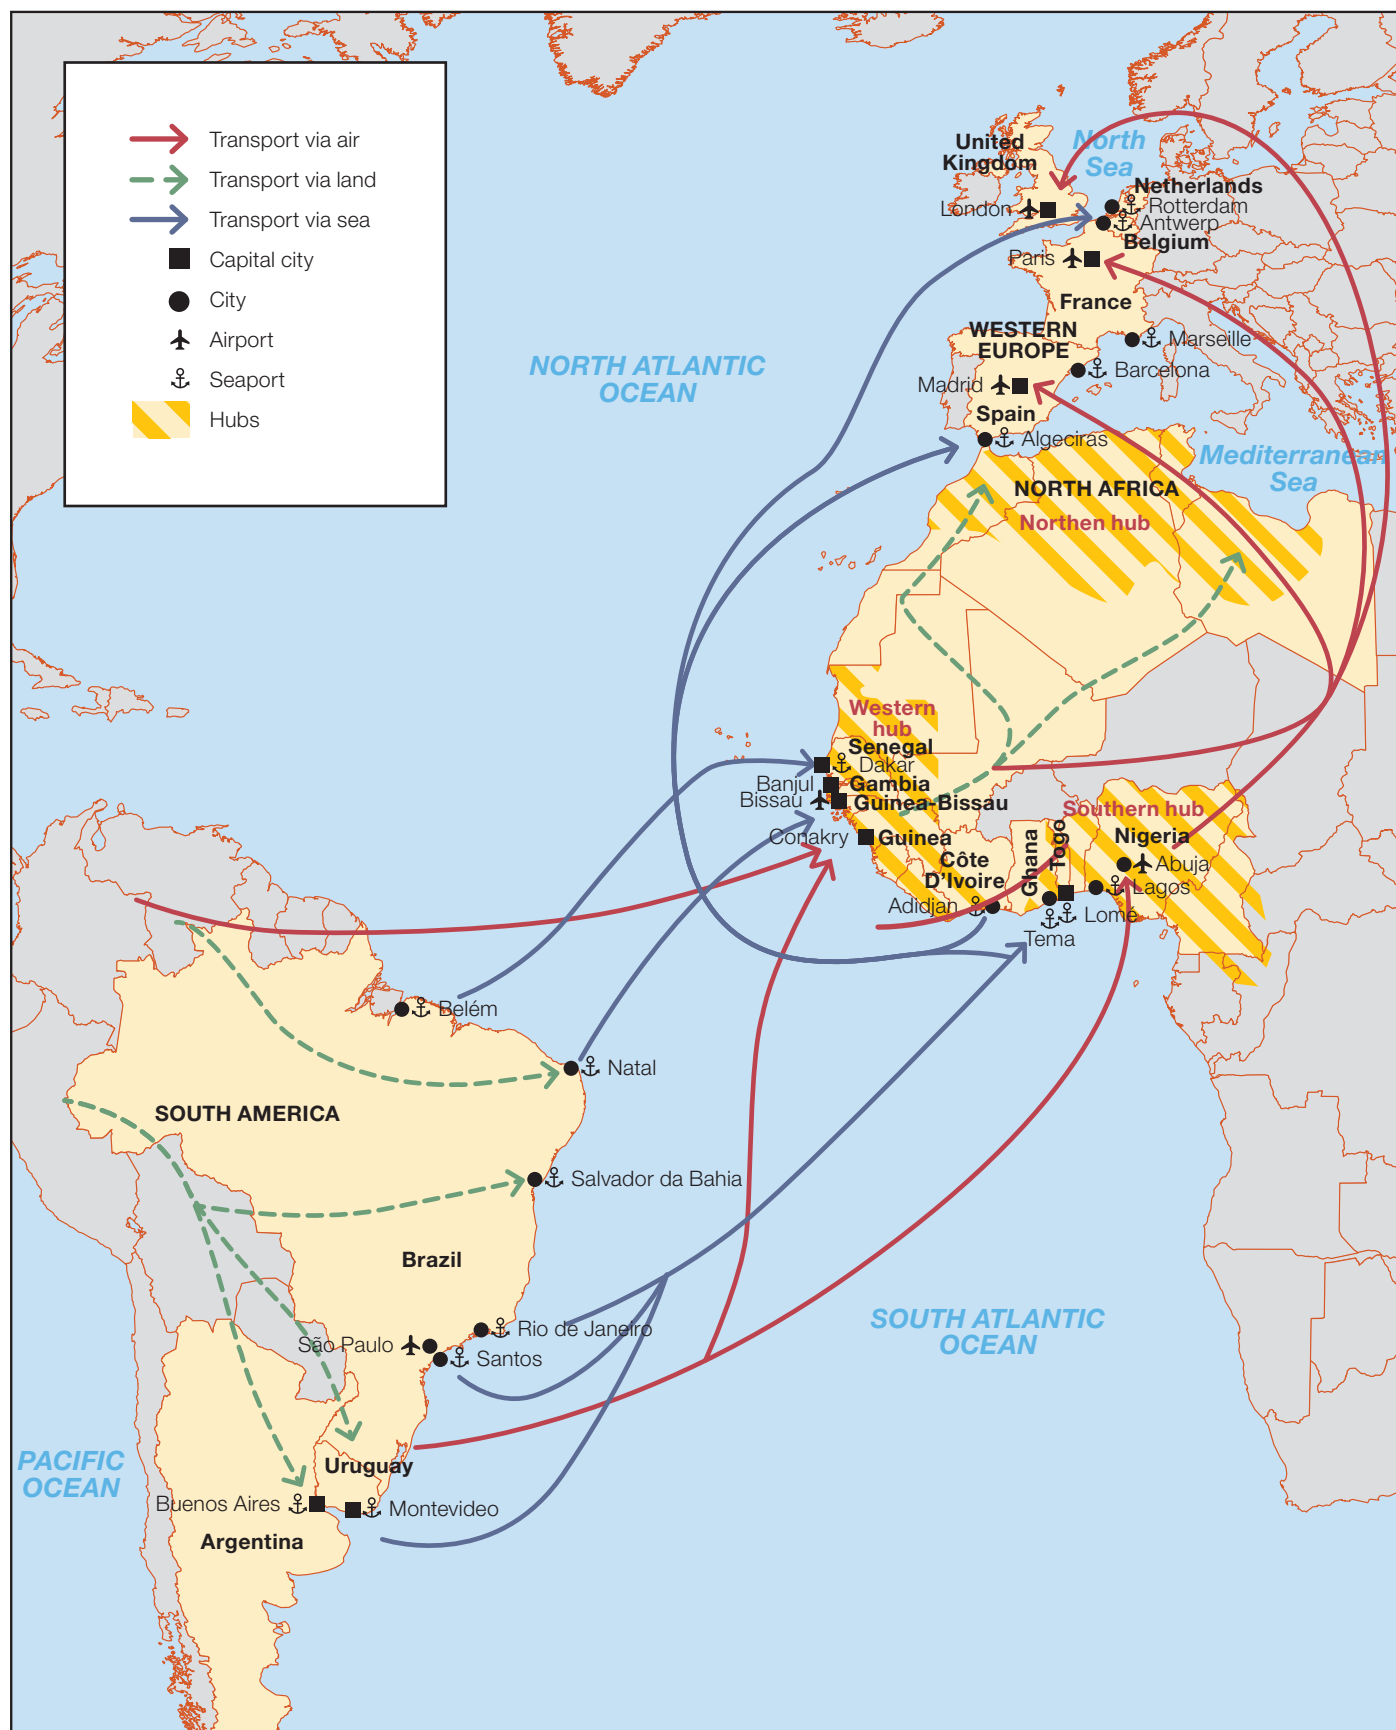 Transport via air
Transport via land
Transport via sea
Capital city
City
Airport
Seaport
Hubs
United
Kingdom
North
Sea
Netherlands
London
Rotterdam
Antwerp
Belgium
Paris
France
WESTERN
EUROPE
Marseille
NORTH ATLANTIC
OCEAN
Barcelona
Madrid
Spain
Algeciras
Mediterranean
Sea
NORTH AFRICA
Northen hub
Western
hub
Senegal
Dakar
Banjul
Gambia
Bissau
Guinea-Bissau
Southern hub
Conakry
Guinea
Nigeria
Ghana
Togo
Côte
D'Ivoire
Abuja
Lagos
Adidjan
Lomé
Tema
Belém
Natal
SOUTH AMERICA
Salvador da Bahia
Brazil
Rio de Janeiro
São Paulo
Santos
SOUTH ATLANTIC
OCEAN
PACIFIC
OCEAN
Uruguay
Buenos Aires
Montevideo
Argentina